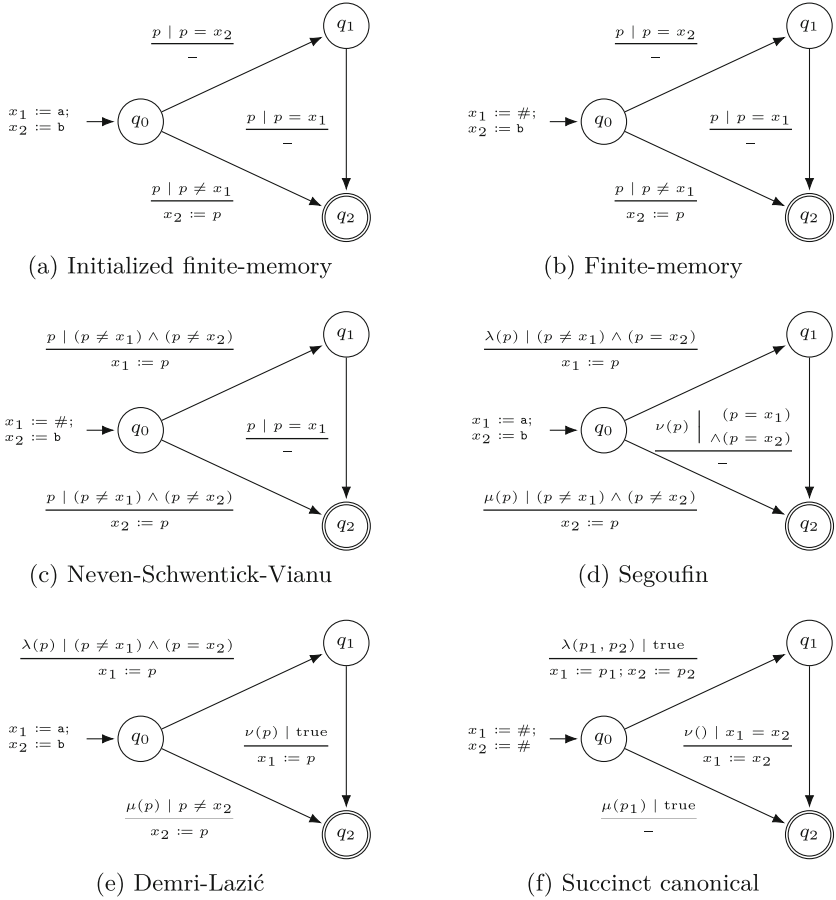 p | p = x₂
–
q₁
x₁ := a;
x₂ := b
q₀
p | p = x₁
–
p | p ≠ x₁
x₂ := p
q₂
(a) Initialized finite-memory
p | p = x₂
–
q₁
x₁ := #;
x₂ := b
q₀
p | p = x₁
–
p | p ≠ x₁
x₂ := p
q₂
(b) Finite-memory
p | (p ≠ x₁) ∧ (p ≠ x₂)
x₁ := p
q₁
x₁ := #;
x₂ := b
q₀
p | p = x₁
–
p | (p ≠ x₁) ∧ (p ≠ x₂)
x₂ := p
q₂
(c) Neven-Schwentick-Vianu
λ(p) | (p ≠ x₁) ∧ (p = x₂)
x₁ := p
q₁
x₁ := a;
x₂ := b
q₀
ν(p) | (p = x₁)
∧(p = x₂)
–
μ(p) | (p ≠ x₁) ∧ (p ≠ x₂)
x₂ := p
q₂
(d) Segoufin
λ(p) | (p ≠ x₁) ∧ (p = x₂)
x₁ := p
q₁
x₁ := a;
x₂ := b
q₀
ν(p) | true
x₁ := p
μ(p) | p ≠ x₂
x₂ := p
q₂
(e) Demri-Lazić
λ(p₁, p₂) | true
x₁ := p₁; x₂ := p₂
q₁
x₁ := #;
x₂ := #
q₀
ν() | x₁ = x₂
x₁ := x₂
μ(p₁) | true
–
q₂
(f) Succinct canonical